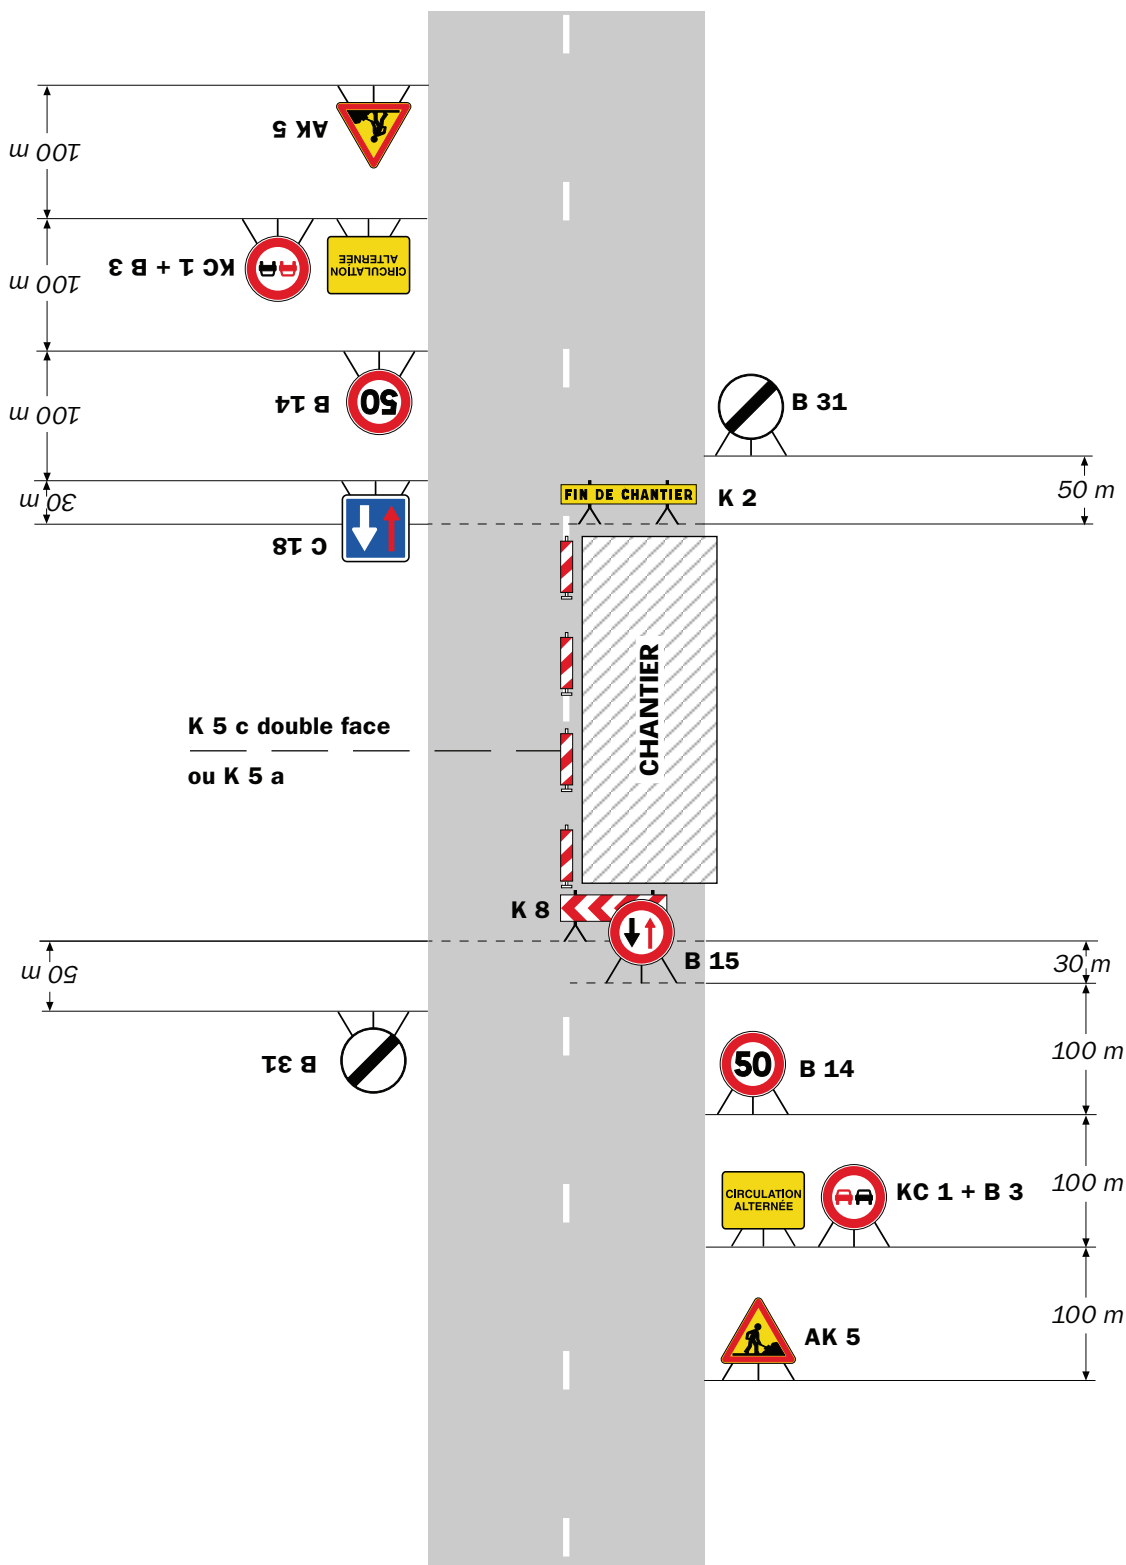 AK 5
100 m
KC 1 + B 3
CIRCULATION
ALTERNÉE
100 m
B 14
50
100 m
B 31
30 m
C 18
FIN DE CHANTIER
K 2
50 m
CHANTIER
K 5 c double face
ou K 5 a
K 8
B 15
30 m
50 m
B 31
50
B 14
100 m
CIRCULATION
ALTERNÉE
KC 1 + B 3
100 m
AK 5
100 m